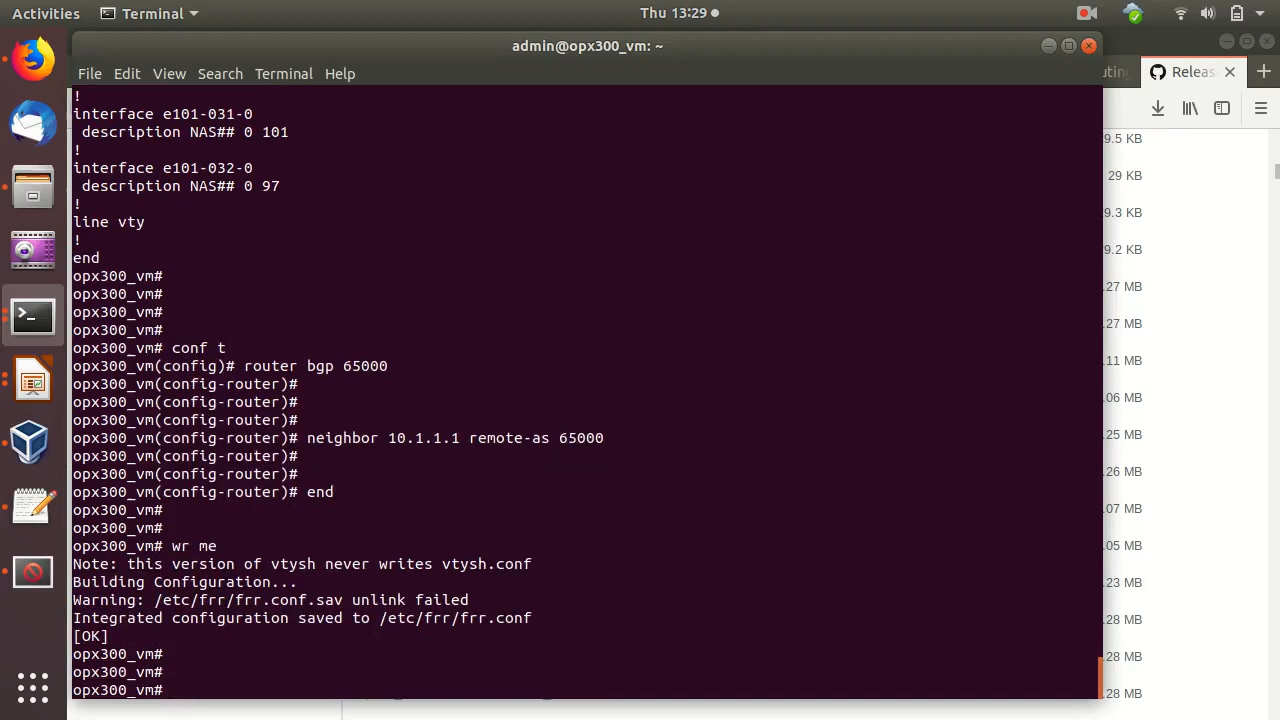 Activities
Terminal
Thu 13:29
admin@opx300_vm: ~
File Edit View Search Terminal Help
uting
Releas
!
interface e101-031-0
 description NAS## 0 101
!
interface e101-032-0
 description NAS## 0 97
!
line vty
!
end
opx300_vm#
opx300_vm#
opx300_vm#
opx300_vm#
opx300_vm# conf t
opx300_vm(config)# router bgp 65000
opx300_vm(config-router)#
opx300_vm(config-router)#
opx300_vm(config-router)#
opx300_vm(config-router)# neighbor 10.1.1.1 remote-as 65000
opx300_vm(config-router)#
opx300_vm(config-router)#
opx300_vm(config-router)# end
opx300_vm#
opx300_vm#
opx300_vm# wr me
Note: this version of vtysh never writes vtysh.conf
Building Configuration...
Warning: /etc/frr/frr.conf.sav unlink failed
Integrated configuration saved to /etc/frr/frr.conf
[OK]
opx300_vm#
opx300_vm#
opx300_vm#
9.5 KB
29 KB
9.3 KB
9.2 KB
.27 MB
.27 MB
.11 MB
.06 MB
.25 MB
.26 MB
.07 MB
.05 MB
.23 MB
.28 MB
.28 MB
.28 MB